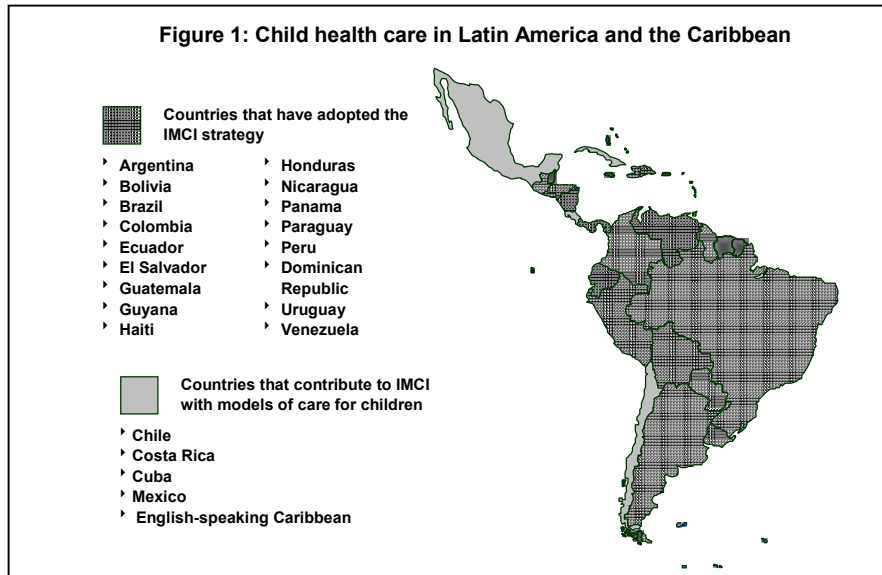 Figure 1: Child health care in Latin America and the Caribbean
Countries that have adopted the
IMCI strategy
Argentina
Bolivia
Brazil
Colombia
Ecuador
El Salvador
Guatemala
Guyana
Haiti
Honduras
Nicaragua
Panama
Paraguay
Peru
Dominican
Republic
Uruguay
Venezuela
Countries that contribute to IMCI
with models of care for children
Chile
Costa Rica
Cuba
Mexico
English-speaking Caribbean